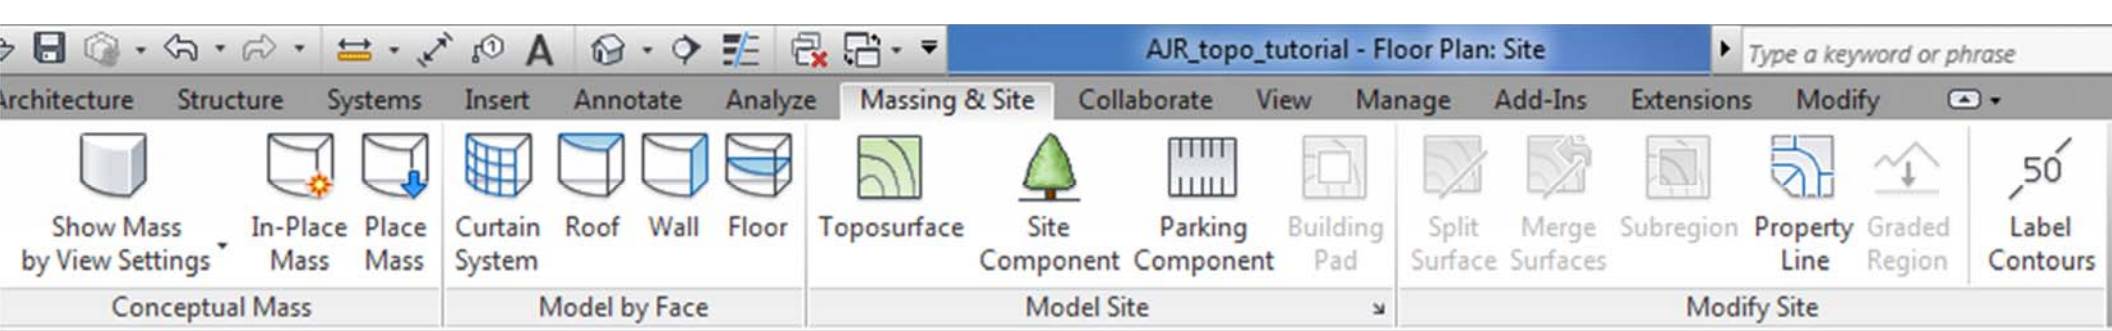 A AJR_topo_tutorial - Floor Plan: Site Type a keyword or phrase
Architecture Structure Systems Insert Annotate Analyze Massing & Site Collaborate View Manage Add-Ins Extensions Modify
50
Show Mass In-Place Place Curtain Roof Wall Floor Toposurface Site Parking Building Split Merge Subregion Property Graded Label
by View Settings Mass Mass System Component Component Pad Surface Surfaces Line Region Contours
Conceptual Mass Model by Face Model Site Modify Site